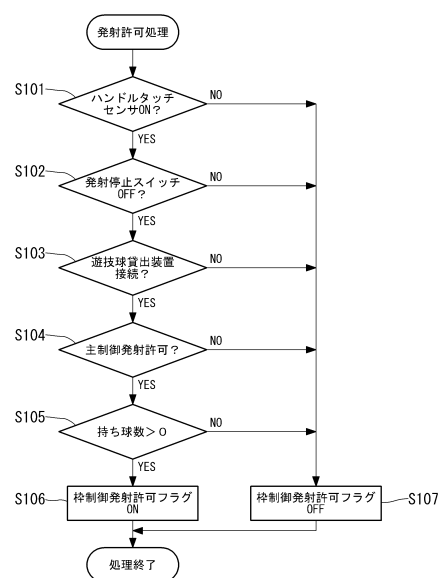 発射許可処理
S101
ハンドルタッチ
センサON?
NO
YES
S102
発射停止スイッチ
OFF?
NO
YES
S103
遊技球貸出装置
接続?
NO
YES
S104
主制御発射許可?
NO
YES
S105
持ち球数>0
NO
YES
S106
枠制御発射許可フラグ
ON
枠制御発射許可フラグ
OFF
S107
処理終了